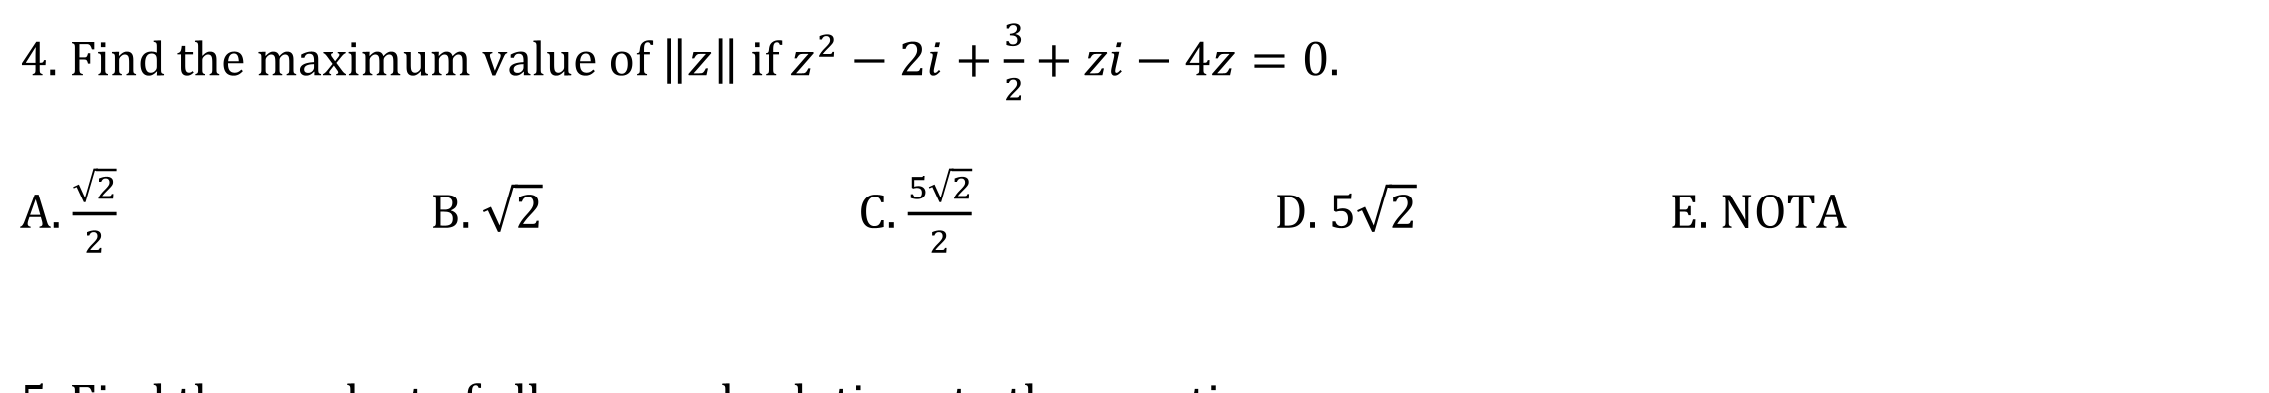 4. Find the maximum value of ‖z‖ if z² − 2i + 3/2 + zi − 4z = 0.
A. √2/2 B. √2 C. 5√2/2 D. 5√2 E. NOTA